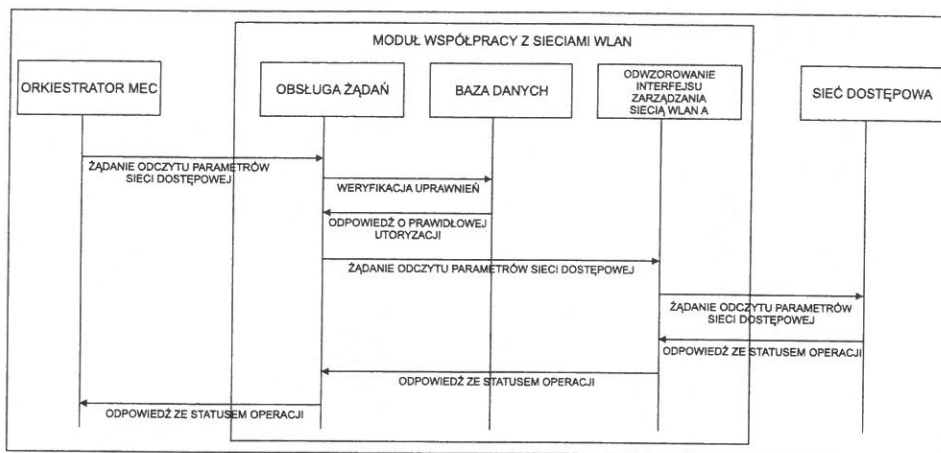 MODUŁ WSPÓŁPRACY Z SIECIAMI WLAN
ORKIESTRATOR MEC
OBSŁUGA ŻĄDAŃ
BAZA DANYCH
ODWZOROWANIE
INTERFEJSU
ZARZĄDZANIA
SIECIĄ WLAN A
SIEĆ DOSTĘPOWA
ŻĄDANIE ODCZYTU PARAMETRÓW
SIECI DOSTĘPOWEJ
WERYFIKACJA UPRAWNIEŃ
ODPOWIEDŹ O PRAWIDŁOWEJ
UTORYZACJI
ŻĄDANIE ODCZYTU PARAMETRÓW SIECI DOSTĘPOWEJ
ŻĄDANIE ODCZYTU PARAMETRÓW
SIECI DOSTĘPOWEJ
ODPOWIEDŹ ZE STATUSEM OPERACJI
ODPOWIEDŹ ZE STATUSEM OPERACJI
ODPOWIEDŹ ZE STATUSEM OPERACJI